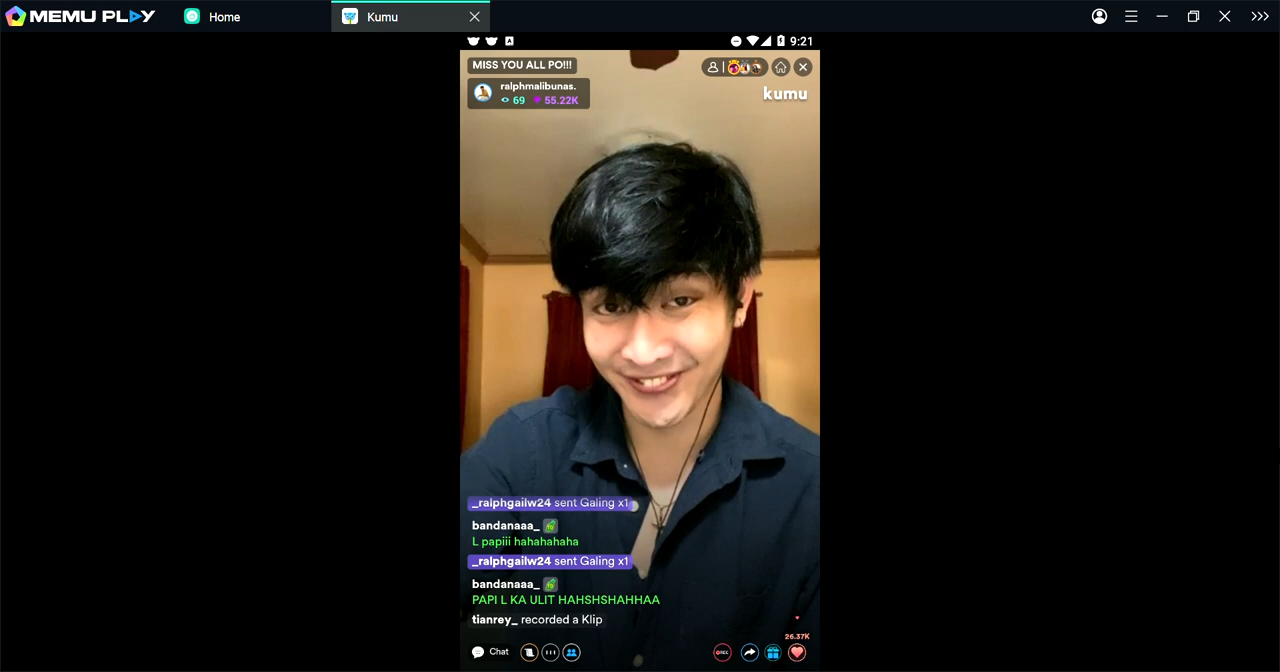 MEMU PLAY
Home
Kumu
9:21
MISS YOU ALL PO!!!
ralphmalibunas.
69 55.22K
kumu
_ralphgailw24 sent Galing x1
bandanaaa_
L papiii hahahahaha
_ralphgailw24 sent Galing x1
bandanaaa_
PAPI L KA ULIT HAHSHSHAHHAA
tianrey_ recorded a Klip
26.37K
Chat
REC